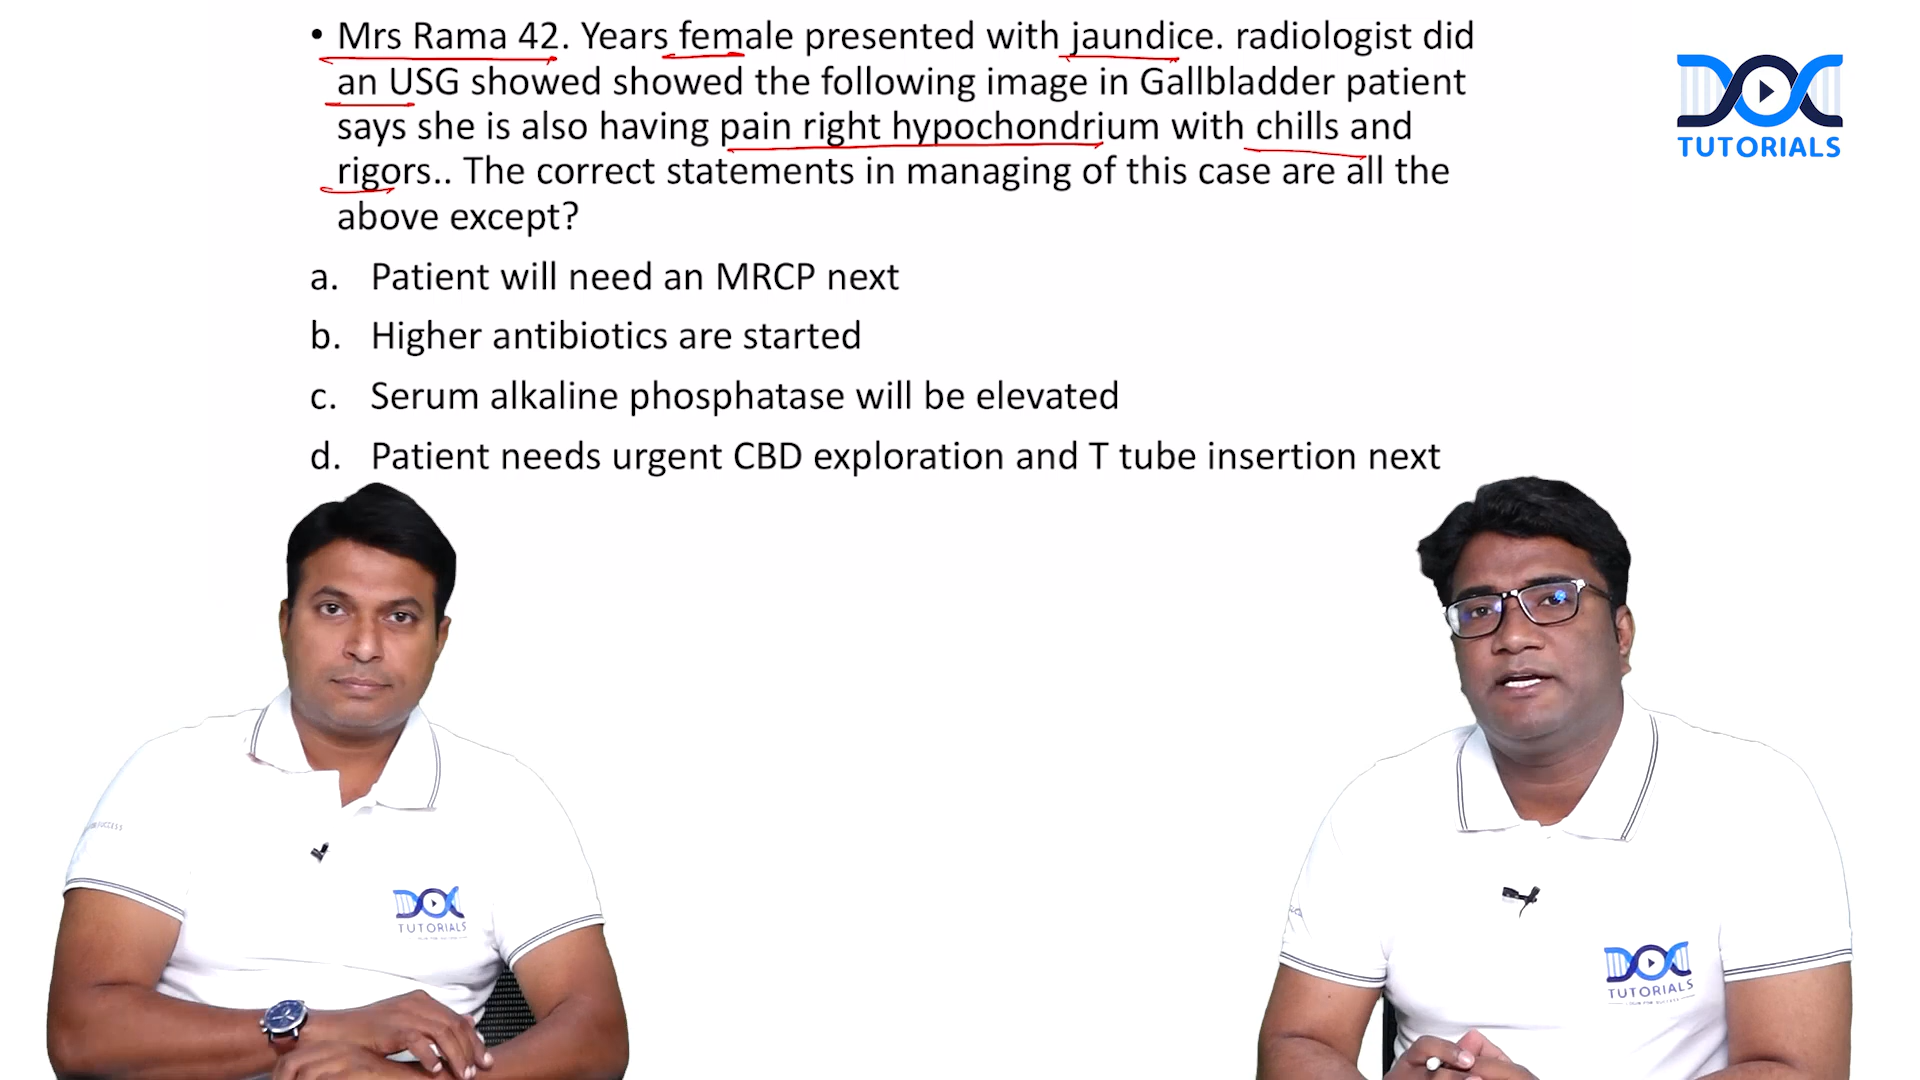 • Mrs Rama 42. Years female presented with jaundice. radiologist did
an USG showed showed the following image in Gallbladder patient
says she is also having pain right hypochondrium with chills and
rigors.. The correct statements in managing of this case are all the
above except?
a. Patient will need an MRCP next
b. Higher antibiotics are started
c. Serum alkaline phosphatase will be elevated
d. Patient needs urgent CBD exploration and T tube insertion next
DOC
TUTORIALS
DOC
TUTORIALS
DOC
TUTORIALS